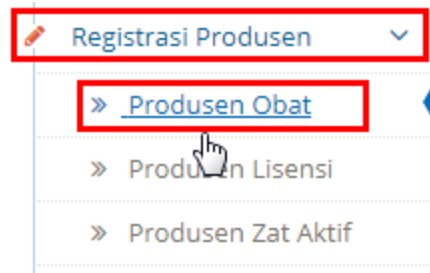 Registrasi Produsen
» Produsen Obat
» Produsen Lisensi
» Produsen Zat Aktif